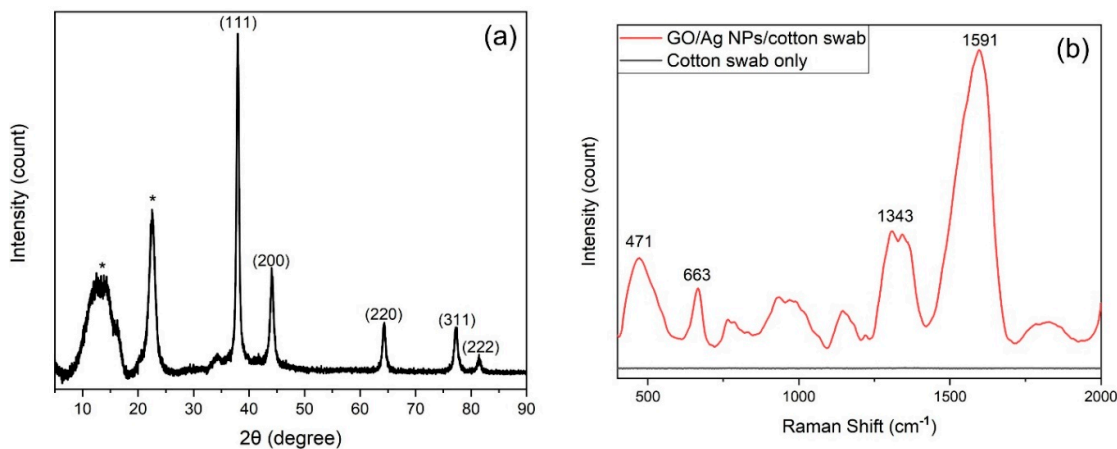 (a)
(111)
*
*
(200)
(220)
(311)
(222)
Intensity (count)
10 20 30 40 50 60 70 80 90
2θ (degree)
(b)
GO/Ag NPs/cotton swab
Cotton swab only
1591
1343
471
663
Intensity (count)
500 1000 1500 2000
Raman Shift (cm⁻¹)